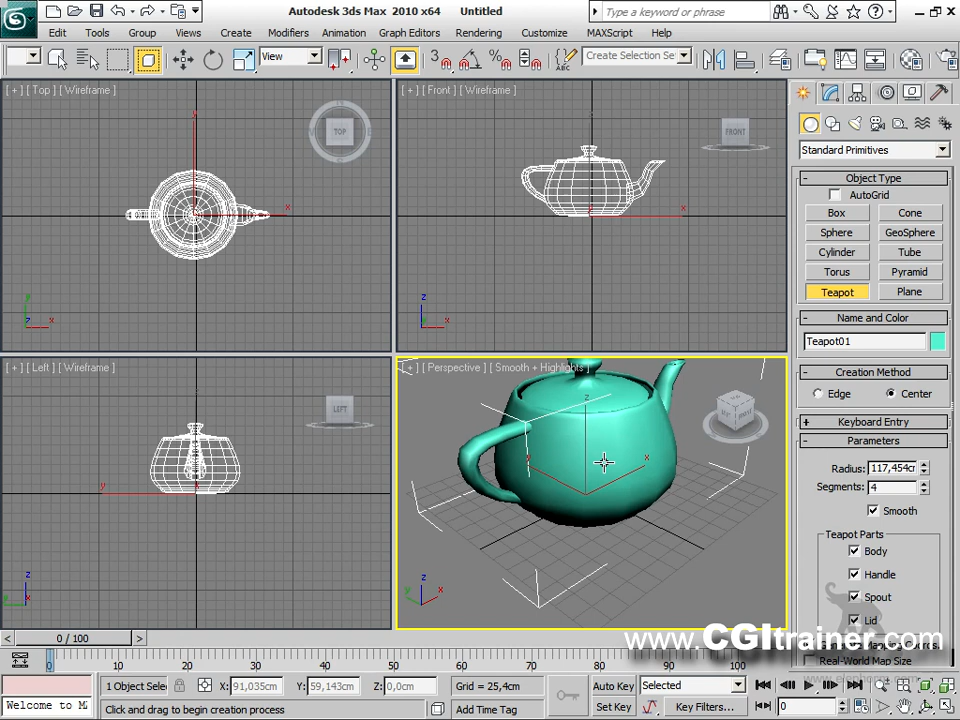 Autodesk 3ds Max 2010 x64 Untitled
Type a keyword or phrase
Edit Tools Group Views Create Modifiers Animation Graph Editors Rendering Customize MAXScript Help
View
3
%
ABC
Create Selection Se
[ + ] [ Top ] [ Wireframe ]
TOP
[ + ] [ Front ] [ Wireframe ]
FRONT
Standard Primitives
Object Type
AutoGrid
Box Cone
Sphere GeoSphere
Cylinder Tube
Torus Pyramid
Teapot Plane
Name and Color
Teapot01
[ + ] [ Left ] [ Wireframe ]
LEFT
[ + ] [ Perspective ] [ Smooth + Highlights ]
Creation Method
Edge Center
Keyboard Entry
Parameters
Radius: 117,454cr
Segments: 4
Smooth
Teapot Parts
Body
Handle
Spout
Lid
www.CGItrainer.com
Real-World Map Size
0 / 100
0 10 20 30 40 50 60 70 80 90 100
1 Object Sele
X: 91,035cm Y: 59,143cm Z: 0,0cm
Grid = 25,4cm
Auto Key Selected
Welcome to M
Click and drag to begin creation process
Add Time Tag
Set Key Key Filters...
0